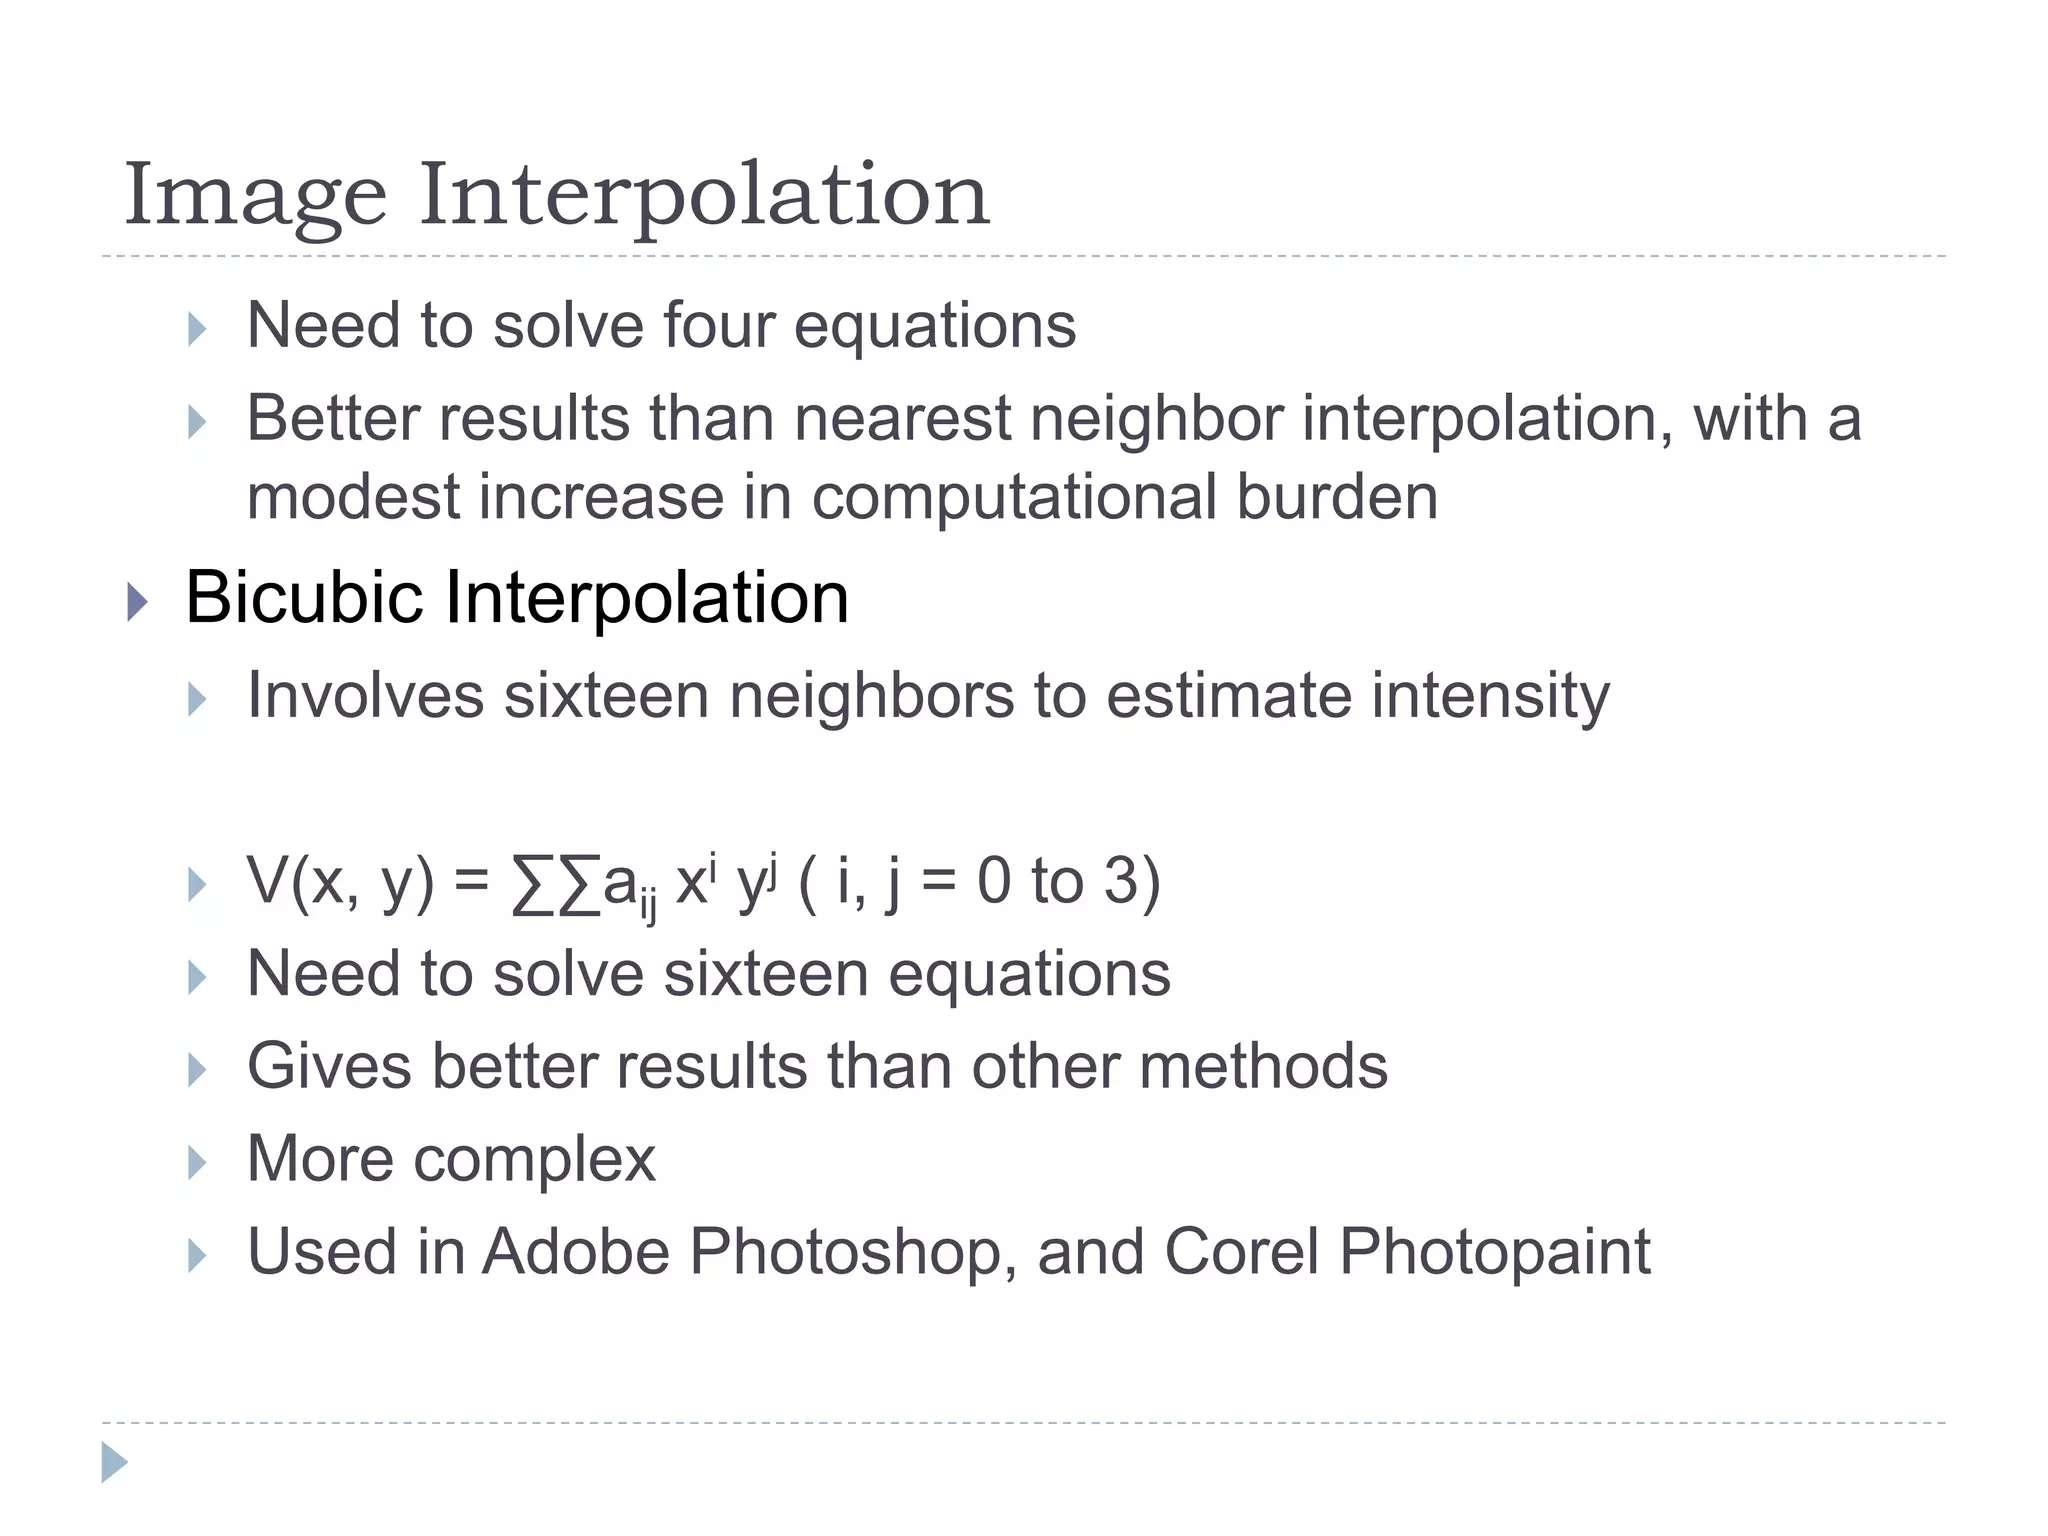 Image Interpolation
Need to solve four equations
Better results than nearest neighbor interpolation, with a
modest increase in computational burden
Bicubic Interpolation
Involves sixteen neighbors to estimate intensity
V(x, y) = ∑∑aᵢⱼ xⁱ yʲ ( i, j = 0 to 3)
Need to solve sixteen equations
Gives better results than other methods
More complex
Used in Adobe Photoshop, and Corel Photopaint